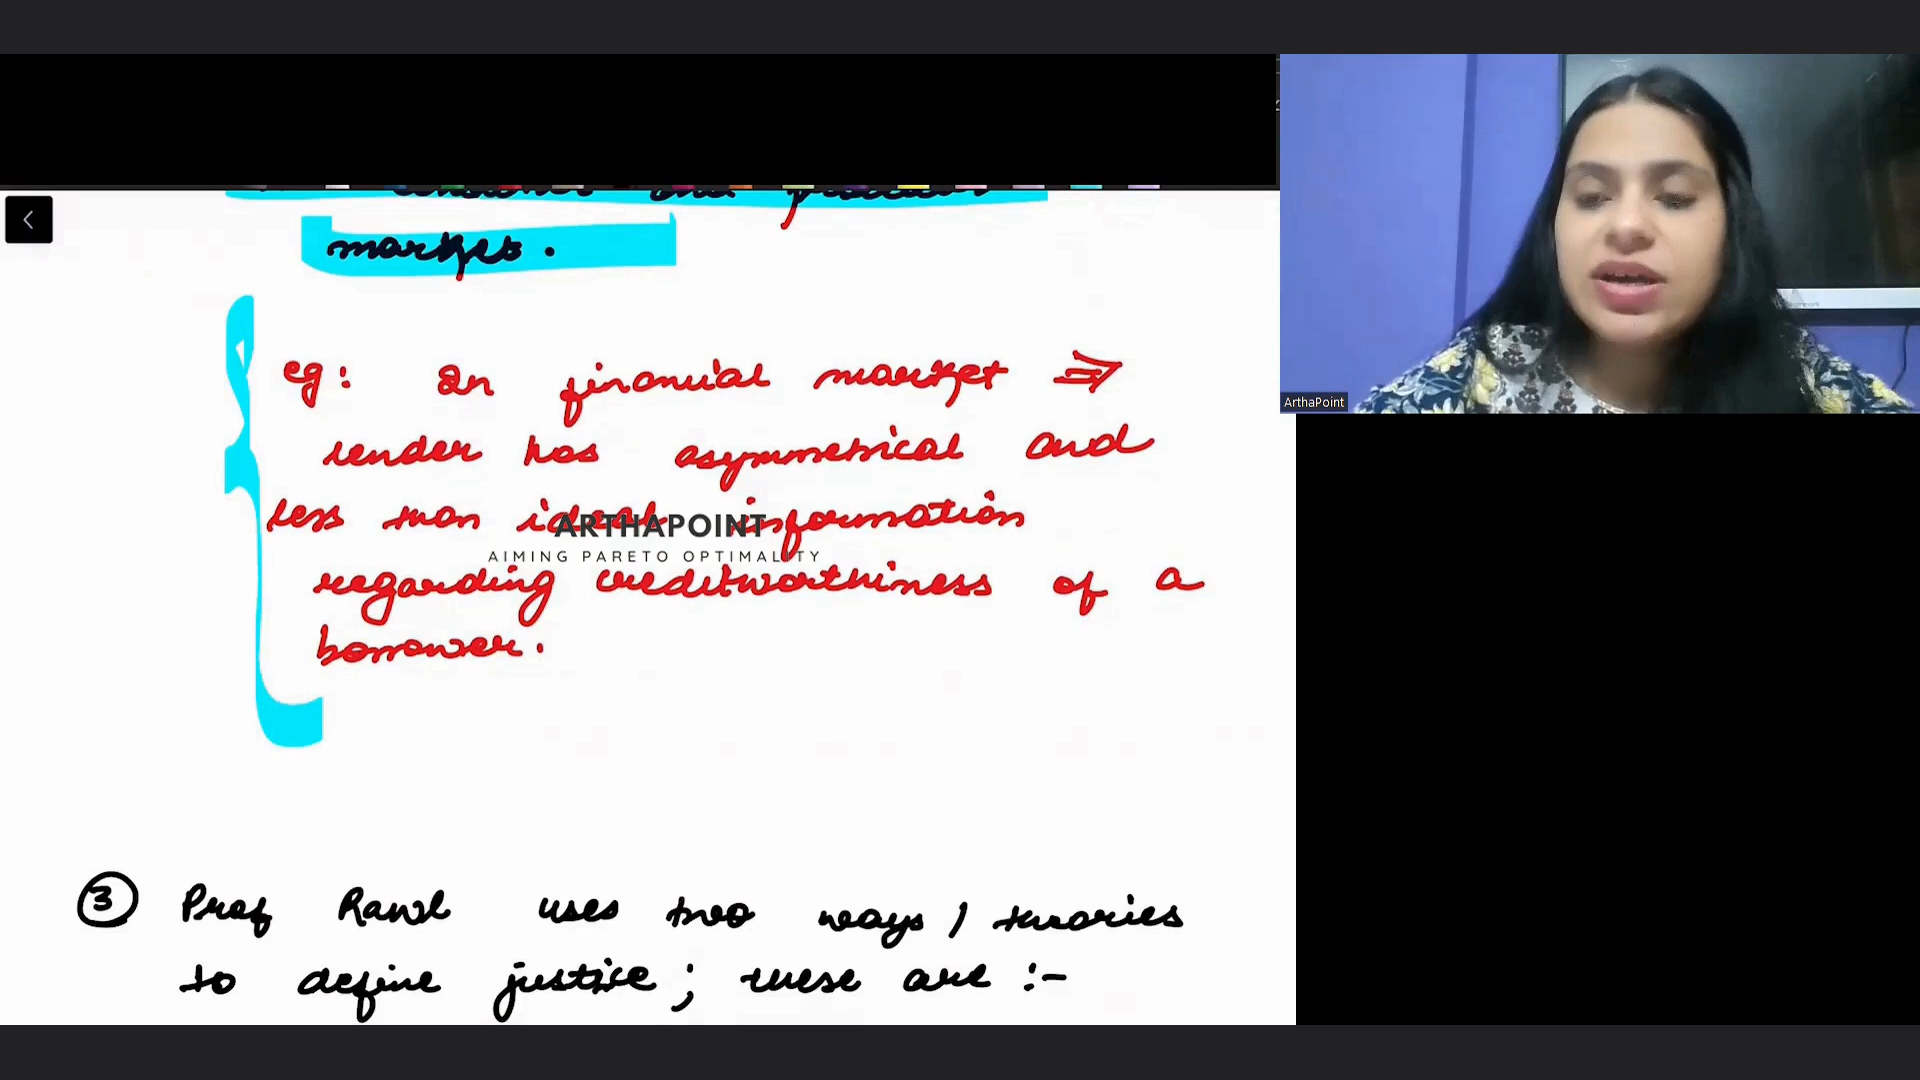 market.
eg: In financial market ⇒
lender has asymmetrical and
less than ideal information
ARTHAPOINT
AIMING PARETO OPTIMALITY
regarding creditworthiness of a
borrower.
③ Prof Rawl uses two ways / theories
to define justice; these are :-
ArthaPoint